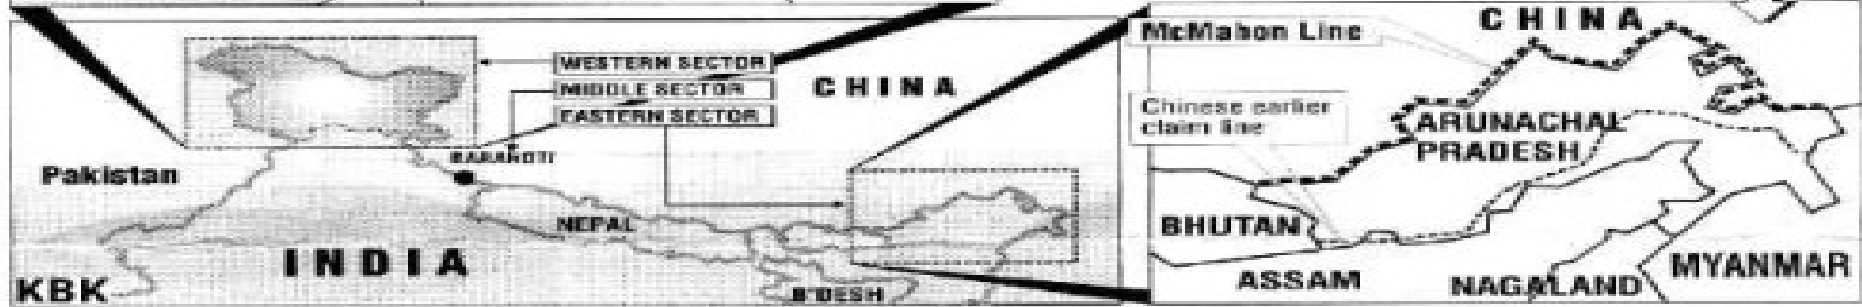 WESTERN SECTOR
MIDDLE SECTOR
EASTERN SECTOR
CHINA
BARAHOTI
Pakistan
NEPAL
INDIA
KBK
B'DESH
McMahon Line
CHINA
Chinese earlier
claim line
ARUNACHAL
PRADESH
BHUTAN
ASSAM
NAGALAND
MYANMAR